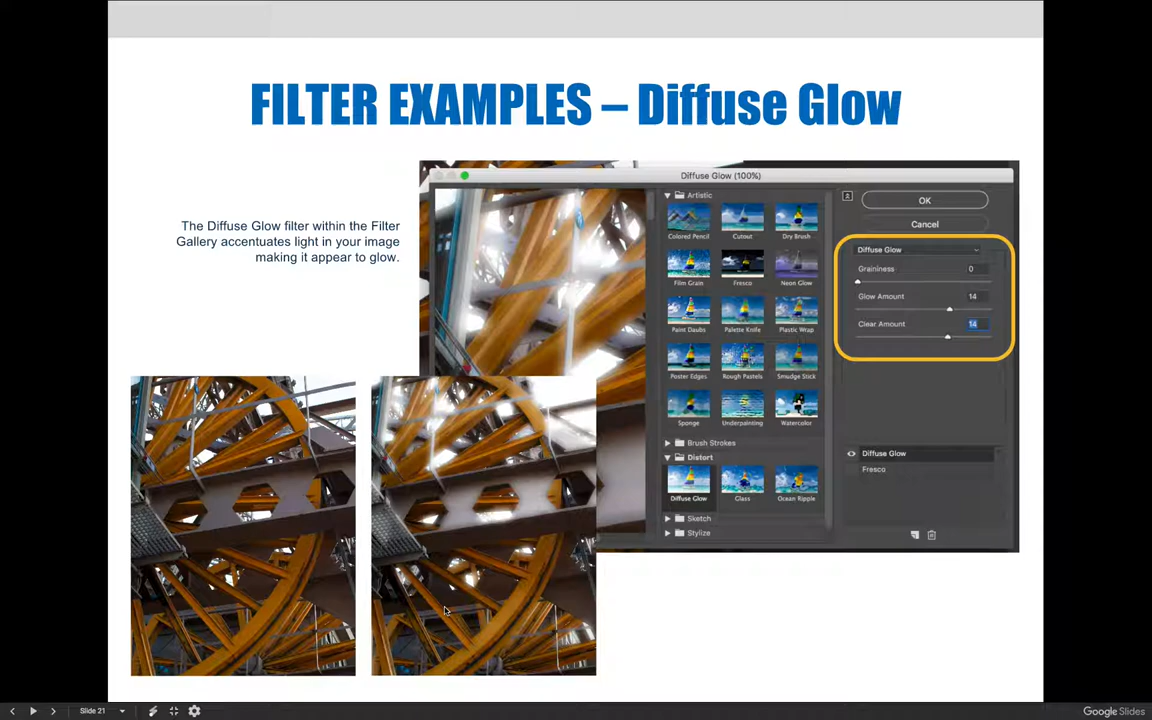 FILTER EXAMPLES – Diffuse Glow
The Diffuse Glow filter within the Filter
Gallery accentuates light in your image
making it appear to glow.
Diffuse Glow (100%)
Artistic
Colored Pencil
Cutout
Dry Brush
Film Grain
Fresco
Neon Glow
Paint Daubs
Palette Knife
Plastic Wrap
Poster Edges
Rough Pastels
Smudge Stick
Sponge
Underpainting
Watercolor
Brush Strokes
Distort
Diffuse Glow
Glass
Ocean Ripple
Sketch
Stylize
OK
Cancel
Diffuse Glow
Graininess 0
Glow Amount 14
Clear Amount 14
Diffuse Glow
Fresco
Slide 21
Google Slides